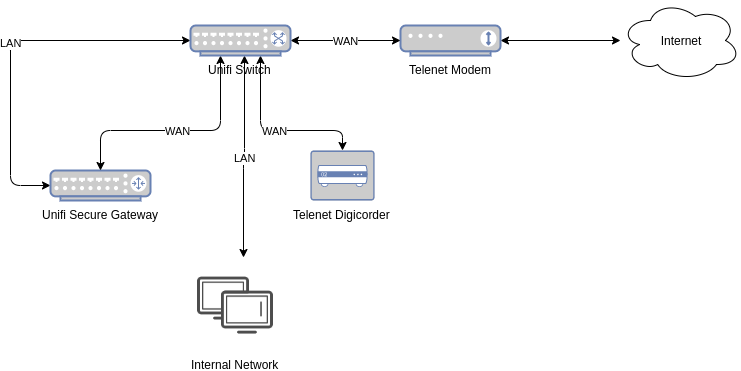 LAN
WAN
Internet
Unifi Switch
Telenet Modem
WAN
WAN
LAN
Unifi Secure Gateway
Telenet Digicorder
Internal Network